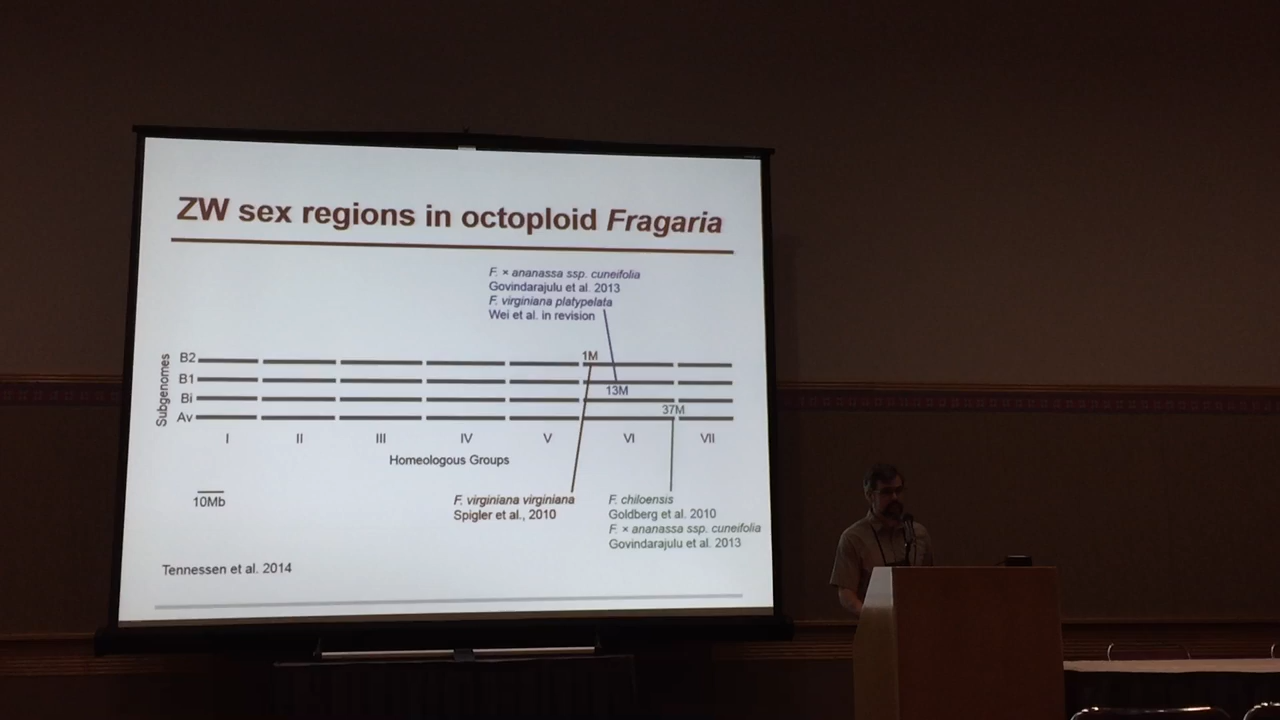 ZW sex regions in octoploid Fragaria
F. × ananassa ssp. cuneifolia
Govindarajulu et al. 2013
F. virginiana platypelata
Wei et al. in revision
Subgenomes
B2
1M
B1
13M
Bi
37M
Av
I II III IV V VI VII
Homeologous Groups
10Mb
F. virginiana virginiana
Spigler et al., 2010
F. chiloensis
Goldberg et al. 2010
F. × ananassa ssp. cuneifolia
Govindarajulu et al. 2013
Tennessen et al. 2014